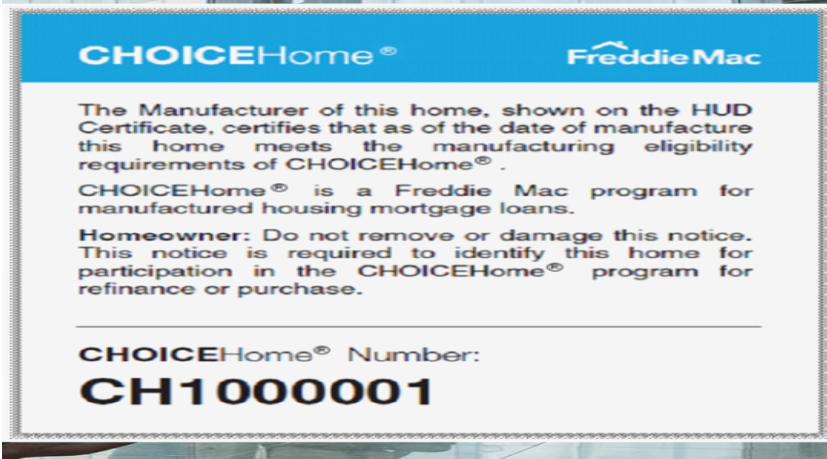 CHOICEHome® FreddieMac
The Manufacturer of this home, shown on the HUD
Certificate, certifies that as of the date of manufacture
this home meets the manufacturing eligibility
requirements of CHOICEHome® .
CHOICEHome® is a Freddie Mac program for
manufactured housing mortgage loans.
Homeowner: Do not remove or damage this notice.
This notice is required to identify this home for
participation in the CHOICEHome® program for
refinance or purchase.
CHOICEHome® Number:
CH1000001